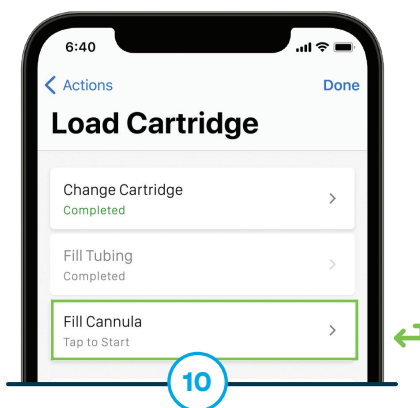 6:40
Actions
Done
Load Cartridge
Change Cartridge
Completed
Fill Tubing
Completed
Fill Cannula
Tap to Start
10